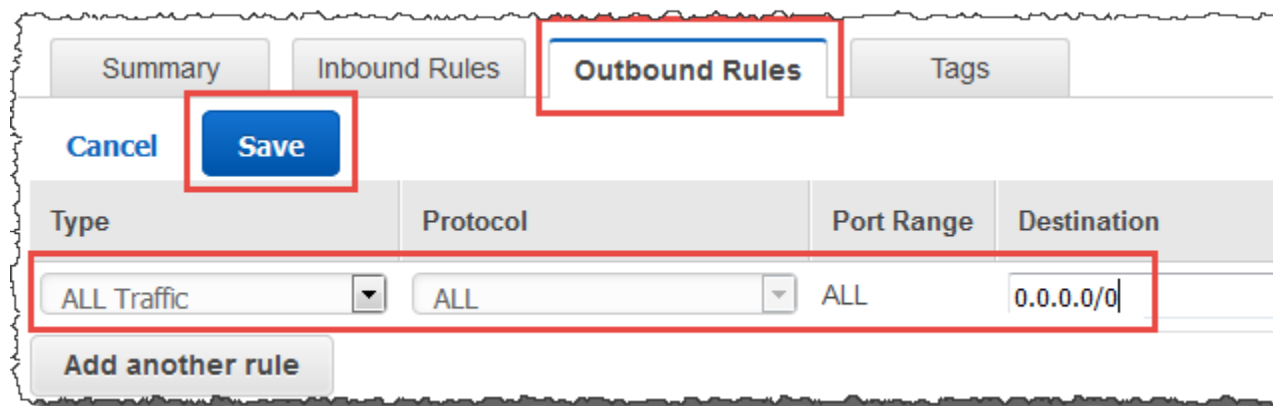 Summary Inbound Rules Outbound Rules Tags
Cancel Save
Type Protocol Port Range Destination
ALL Traffic ALL ALL 0.0.0.0/0
Add another rule